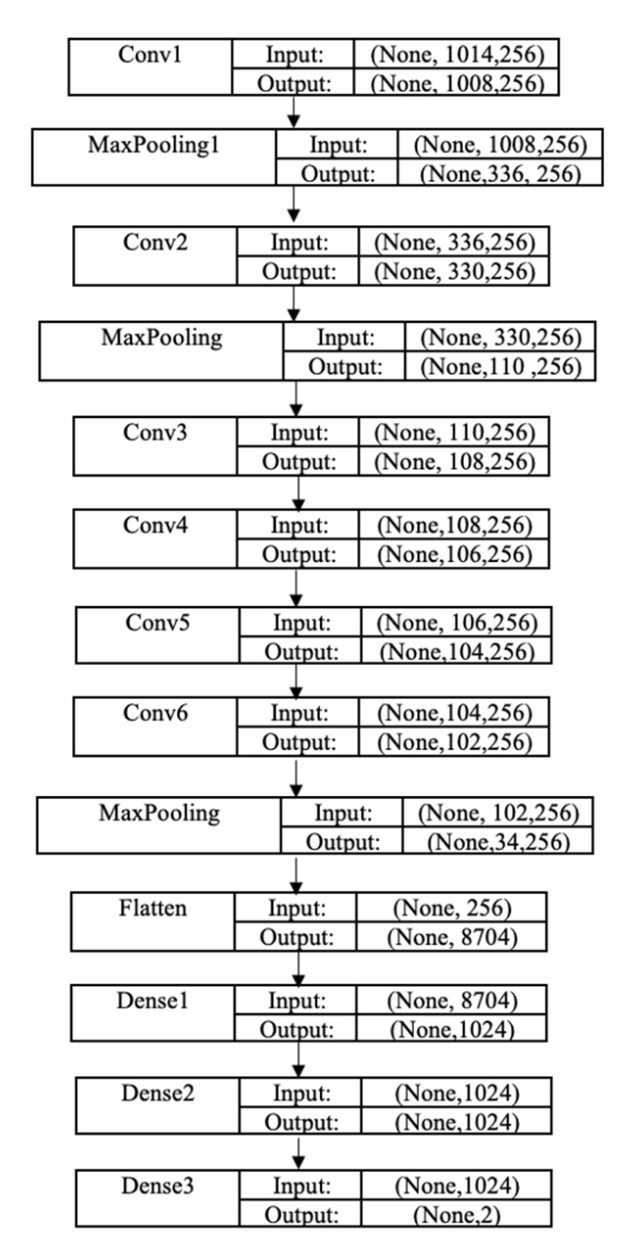 Conv1 Input: (None, 1014,256)
Output: (None, 1008,256)
MaxPooling1 Input: (None, 1008,256)
Output: (None,336, 256)
Conv2 Input: (None, 336,256)
Output: (None, 330,256)
MaxPooling Input: (None, 330,256)
Output: (None,110 ,256)
Conv3 Input: (None, 110,256)
Output: (None, 108,256)
Conv4 Input: (None,108,256)
Output: (None,106,256)
Conv5 Input: (None, 106,256)
Output: (None,104,256)
Conv6 Input: (None,104,256)
Output: (None,102,256)
MaxPooling Input: (None, 102,256)
Output: (None,34,256)
Flatten Input: (None, 256)
Output: (None, 8704)
Dense1 Input: (None, 8704)
Output: (None,1024)
Dense2 Input: (None,1024)
Output: (None,1024)
Dense3 Input: (None,1024)
Output: (None,2)